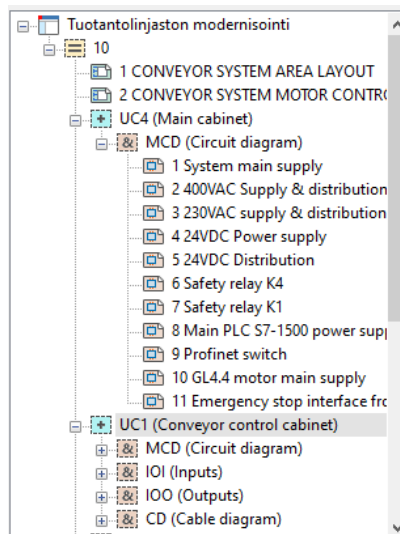 Tuotantolinjaston modernisointi
10
1 CONVEYOR SYSTEM AREA LAYOUT
2 CONVEYOR SYSTEM MOTOR CONTR
UC4 (Main cabinet)
& MCD (Circuit diagram)
1 System main supply
2 400VAC Supply & distribution
3 230VAC supply & distribution
4 24VDC Power supply
5 24VDC Distribution
6 Safety relay K4
7 Safety relay K1
8 Main PLC S7-1500 power supp
9 Profinet switch
10 GL4.4 motor main supply
11 Emergency stop interface fro
UC1 (Conveyor control cabinet)
& MCD (Circuit diagram)
& IOI (Inputs)
& IOO (Outputs)
& CD (Cable diagram)